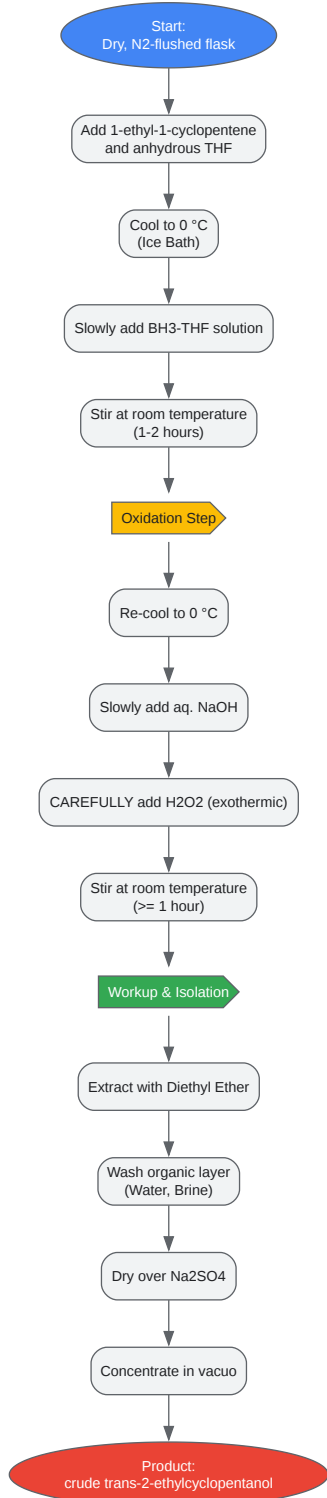 Start:
Dry, N2-flushed flask
Add 1-ethyl-1-cyclopentene
and anhydrous THF
Cool to 0 °C
(Ice Bath)
Slowly add BH3-THF solution
Stir at room temperature
(1-2 hours)
Oxidation Step
Re-cool to 0 °C
Slowly add aq. NaOH
CAREFULLY add H2O2 (exothermic)
Stir at room temperature
(>= 1 hour)
Workup & Isolation
Extract with Diethyl Ether
Wash organic layer
(Water, Brine)
Dry over Na2SO4
Concentrate in vacuo
Product:
crude trans-2-ethylcyclopentanol